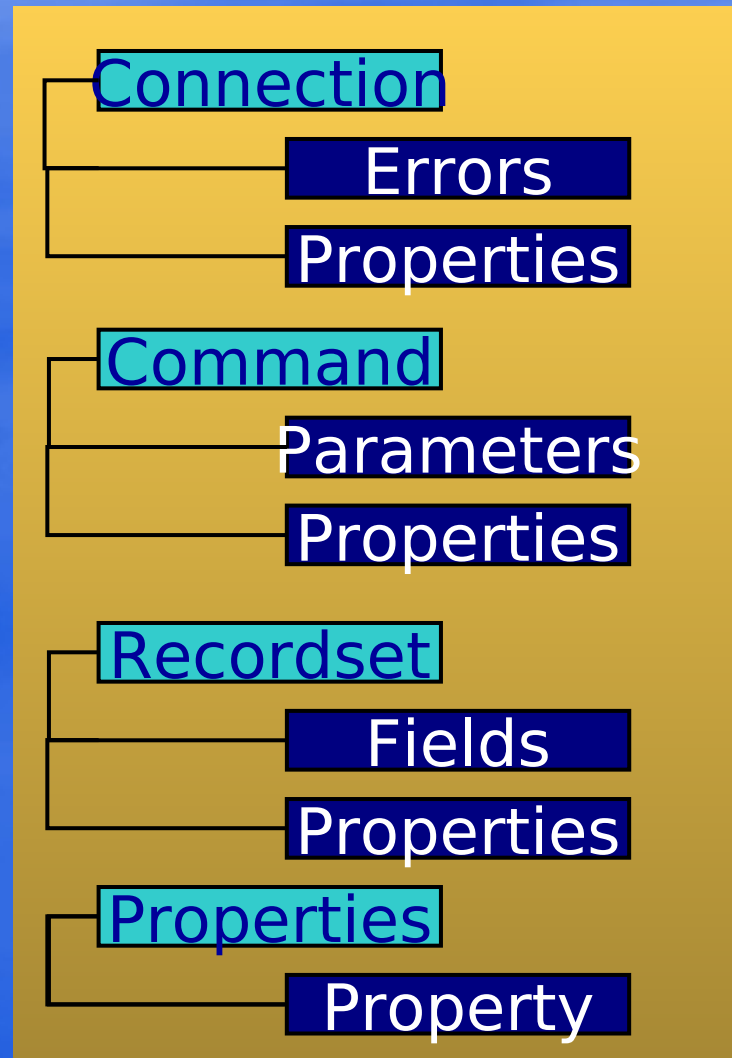 Connection
Errors
Properties
Command
Parameters
Properties
Recordset
Fields
Properties
Properties
Property